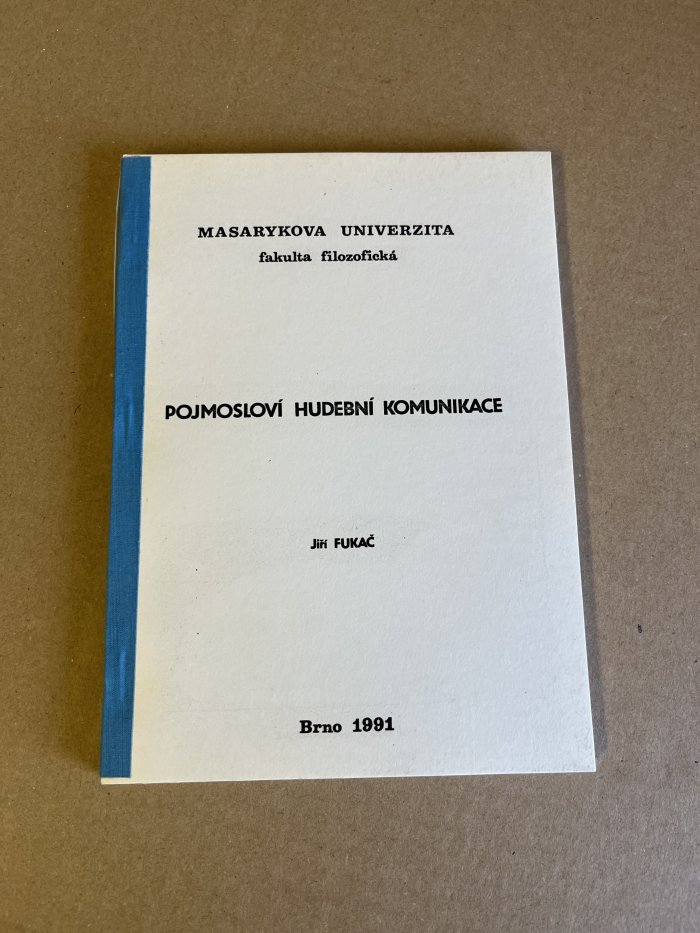 MASARYKOVA UNIVERZITA
fakulta filozofická
POJMOSLOVÍ HUDEBNÍ KOMUNIKACE
Jiří FUKAČ
Brno 1991